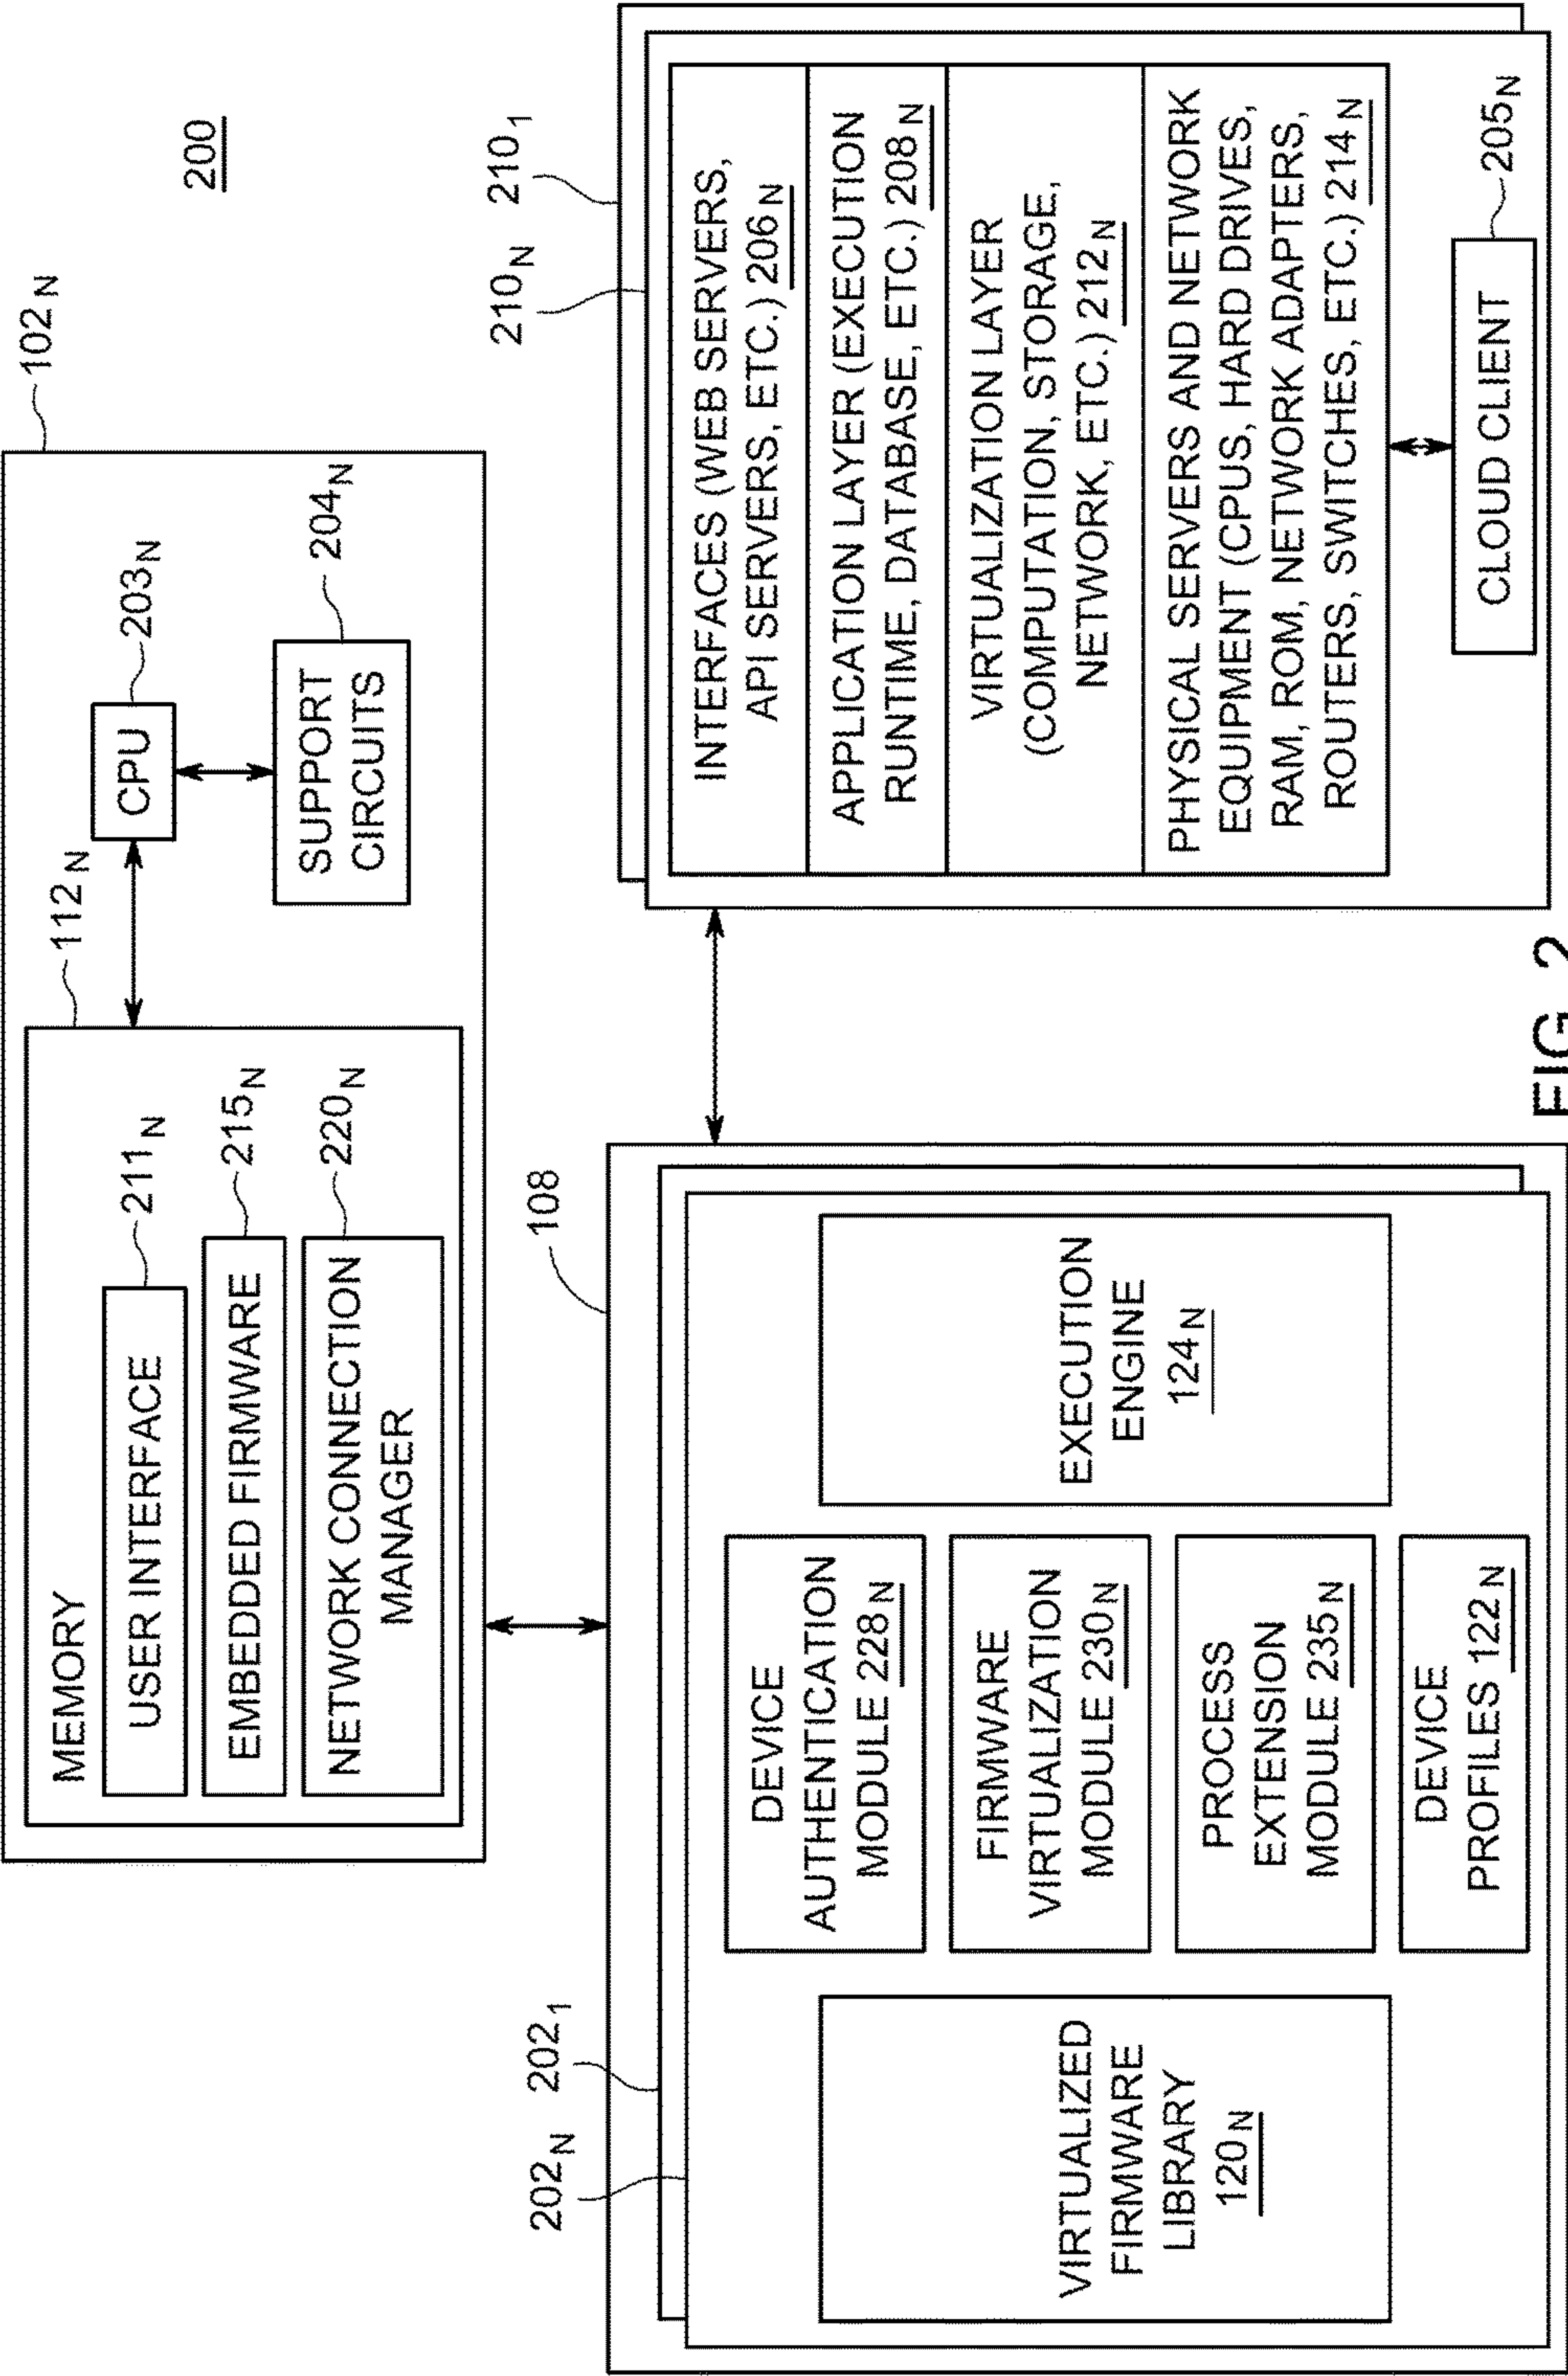 200
102N
112N
203N
CPU
204N
SUPPORT
CIRCUITS
MEMORY
211N
USER INTERFACE
215N
EMBEDDED FIRMWARE
220N
NETWORK CONNECTION
MANAGER
108
202N
2021
VIRTUALIZED
FIRMWARE
LIBRARY
120N
DEVICE
AUTHENTICATION
MODULE 228N
FIRMWARE
VIRTUALIZATION
MODULE 230N
PROCESS
EXTENSION
MODULE 235N
DEVICE
PROFILES 122N
EXECUTION
ENGINE
124N
210N
2101
INTERFACES (WEB SERVERS,
API SERVERS, ETC.) 206N
APPLICATION LAYER (EXECUTION
RUNTIME, DATABASE, ETC.) 208N
VIRTUALIZATION LAYER
(COMPUTATION, STORAGE,
NETWORK, ETC.) 212N
PHYSICAL SERVERS AND NETWORK
EQUIPMENT (CPUS, HARD DRIVES,
RAM, ROM, NETWORK ADAPTERS,
ROUTERS, SWITCHES, ETC.) 214N
CLOUD CLIENT
205N
FIG. 2